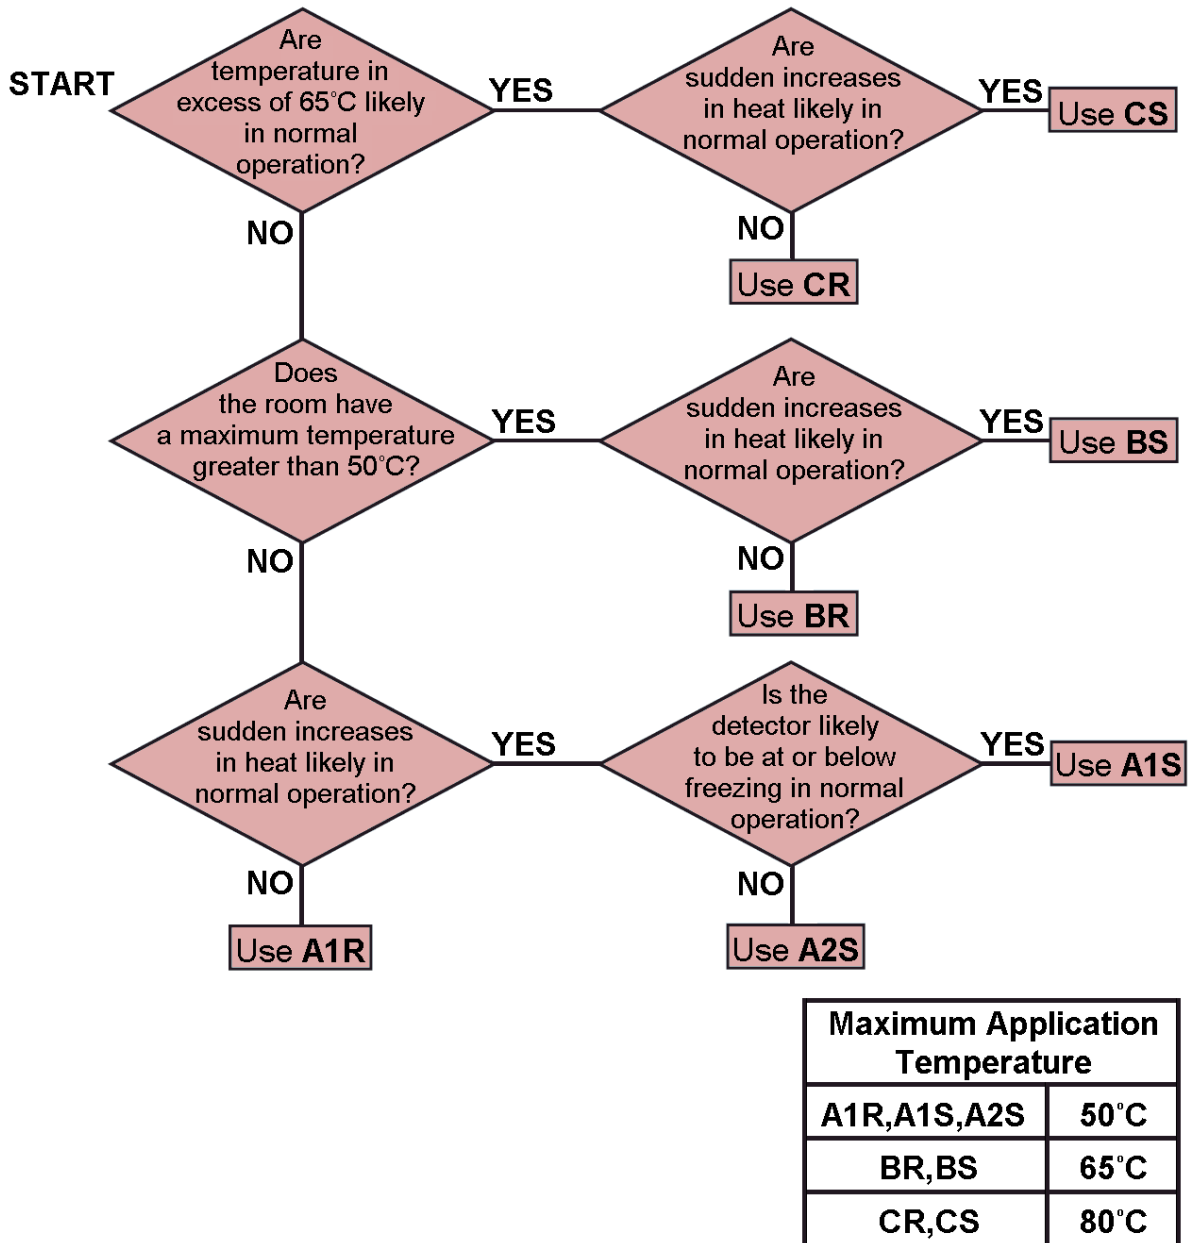 START
Are
temperature in
excess of 65°C likely
in normal
operation?
YES
Are
sudden increases
in heat likely in
normal operation?
YES
Use CS
NO
NO
Use CR
Does
the room have
a maximum temperature
greater than 50°C?
YES
Are
sudden increases
in heat likely in
normal operation?
YES
Use BS
NO
NO
Use BR
Are
sudden increases
in heat likely in
normal operation?
YES
Is the
detector likely
to be at or below
freezing in normal
operation?
YES
Use A1S
NO
Use A1R
NO
Use A2S
Maximum Application
Temperature
A1R,A1S,A2S 50°C
BR,BS 65°C
CR,CS 80°C